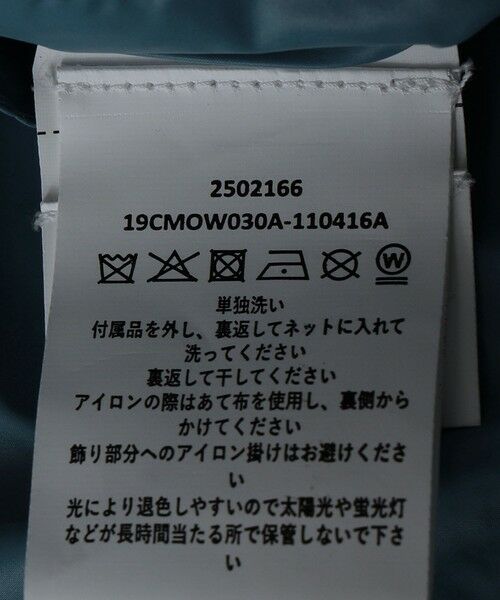 2502166
19CMOW030A-110416A
W
単独洗い
付属品を外し、裏返してネットに入れて
洗ってください
裏返して干してください
アイロンの際はあて布を使用し、裏側から
かけてください
飾り部分へのアイロン掛けはお避けくださ
い
光により退色しやすいので太陽光や蛍光灯
などが長時間当たる所で保管しないで下さ
い